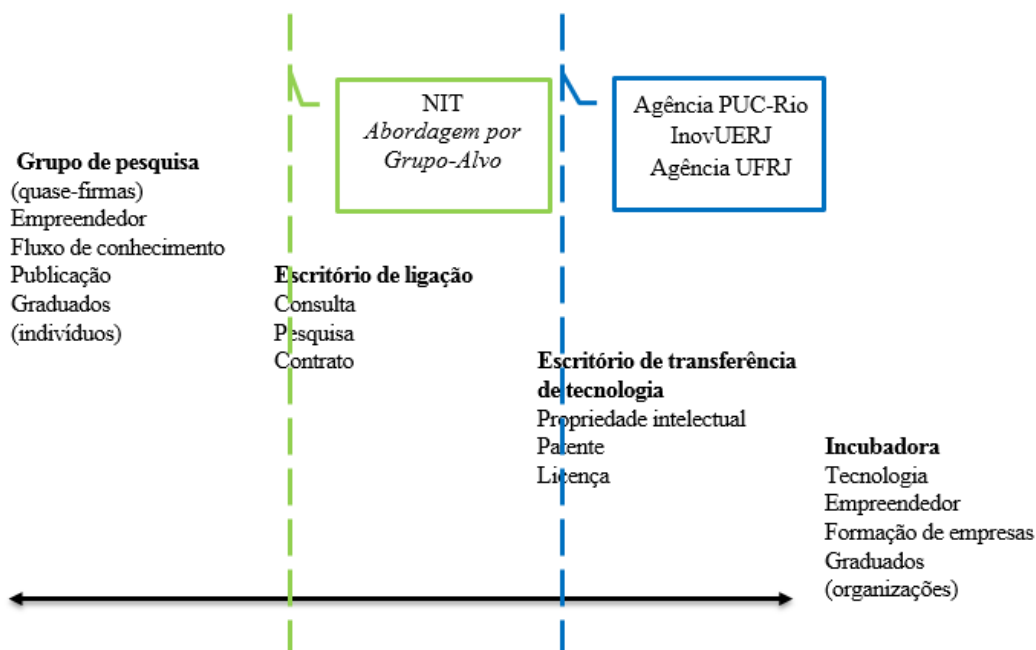 NIT
Abordagem por
Grupo-Alvo
Agência PUC-Rio
InovUERJ
Agência UFRJ
Grupo de pesquisa
(quase-firmas)
Empreendedor
Fluxo de conhecimento
Publicação
Graduados
(indivíduos)
Escritório de ligação
Consulta
Pesquisa
Contrato
Escritório de transferência
de tecnologia
Propriedade intelectual
Patente
Licença
Incubadora
Tecnologia
Empreendedor
Formação de empresas
Graduados
(organizações)